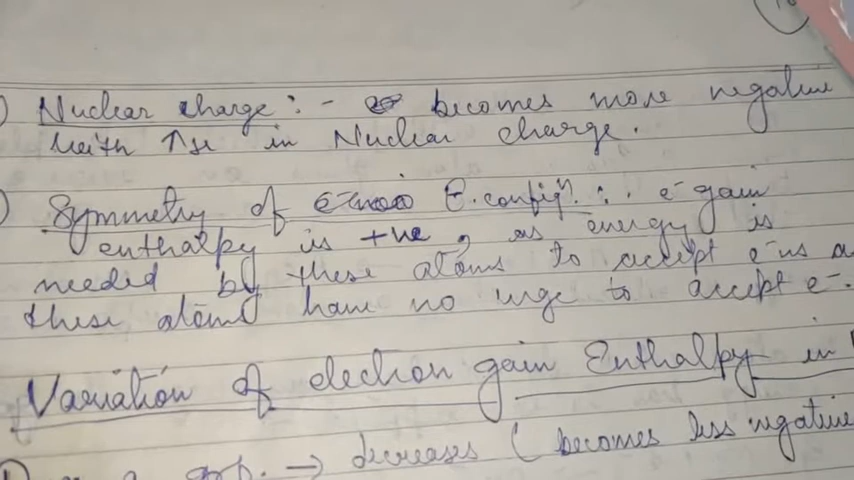 ) Nuclear charge :- becomes more negative
with ↑se in Nuclear charge.
) Symmetry of E.configⁿ : e⁻ gain
enthalpy is +ve, as energy is
needed by these atoms to accept e⁻ns a
these atoms have no urge to accept e⁻.
Variation of electron gain Enthalpy in
grp. → decreases ( becomes less negative